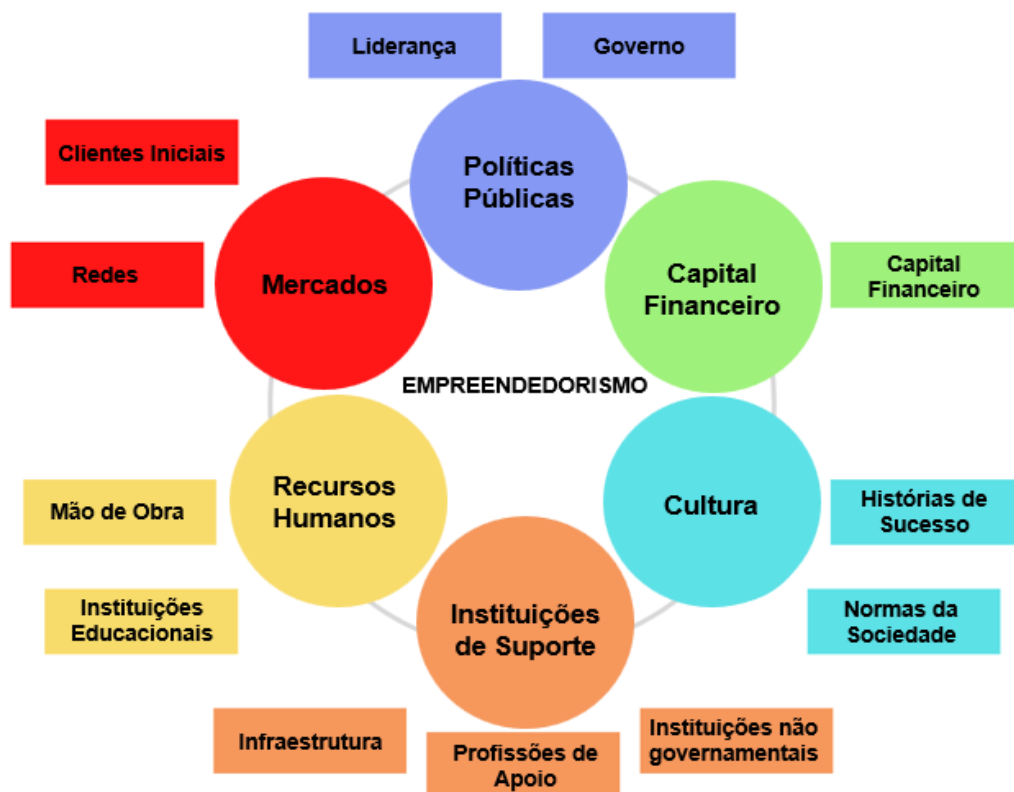 Liderança
Governo
Políticas
Públicas
Clientes Iniciais
Redes
Mercados
Capital
Financeiro
Capital
Financeiro
EMPREENDEDORISMO
Mão de Obra
Instituições
Educacionais
Recursos
Humanos
Cultura
Histórias de
Sucesso
Normas da
Sociedade
Instituições
de Suporte
Infraestrutura
Profissões de
Apoio
Instituições não
governamentais